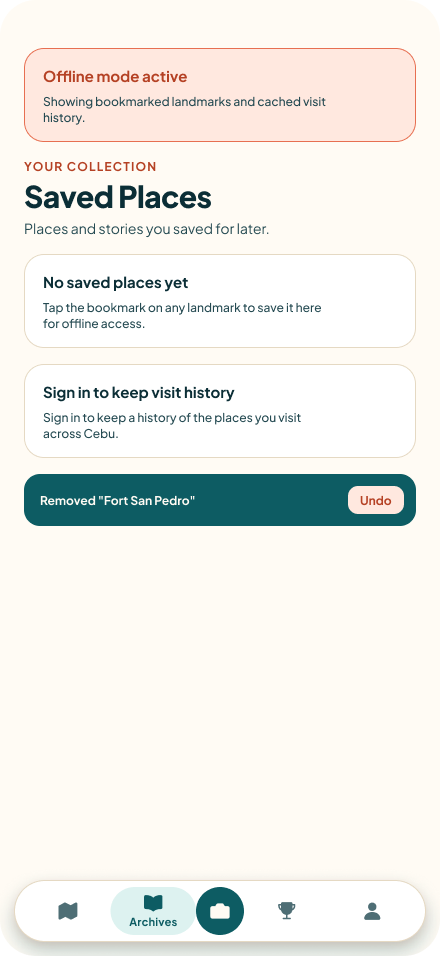 Offline mode active
Showing bookmarked landmarks and cached visit
history.
YOUR COLLECTION
Saved Places
Places and stories you saved for later.
No saved places yet
Tap the bookmark on any landmark to save it here
for offline access.
Sign in to keep visit history
Sign in to keep a history of the places you visit
across Cebu.
Removed "Fort San Pedro"
Undo
Archives